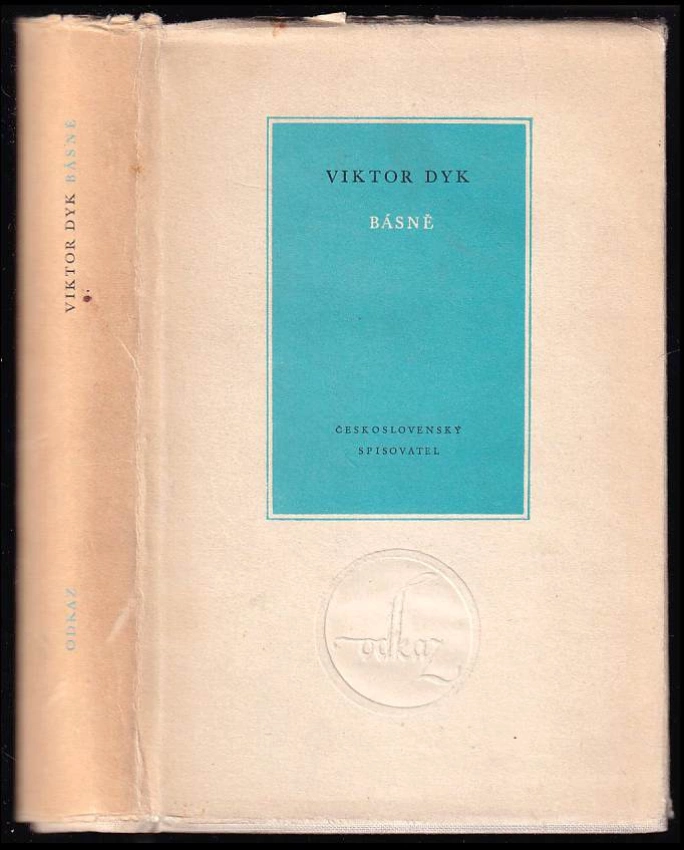 VIKTOR DYK BÁSNĚ
ODKAZ
VIKTOR DYK
BÁSNĚ
ČESKOSLOVENSKÝ
SPISOVATEL
odkaz